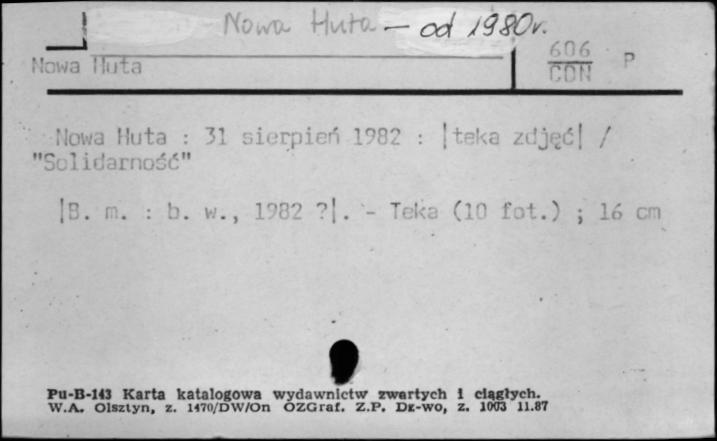 Nowa Huta - od 1980r.
Nowa Huta
606
CDN
P
Nowa Huta : 31 sierpień 1982 : |teka zdjęć| /
"Solidarność"
|B. m. : b. w., 1982 ?|. - Teka (10 fot.) ; 16 cm
Pu-B-143 Karta katalogowa wydawnictw zwartych i ciągłych.
W.A. Olsztyn, z. 1470/DW/On OZGraf. Z.P. Dz-wo, z. 1003 11.87